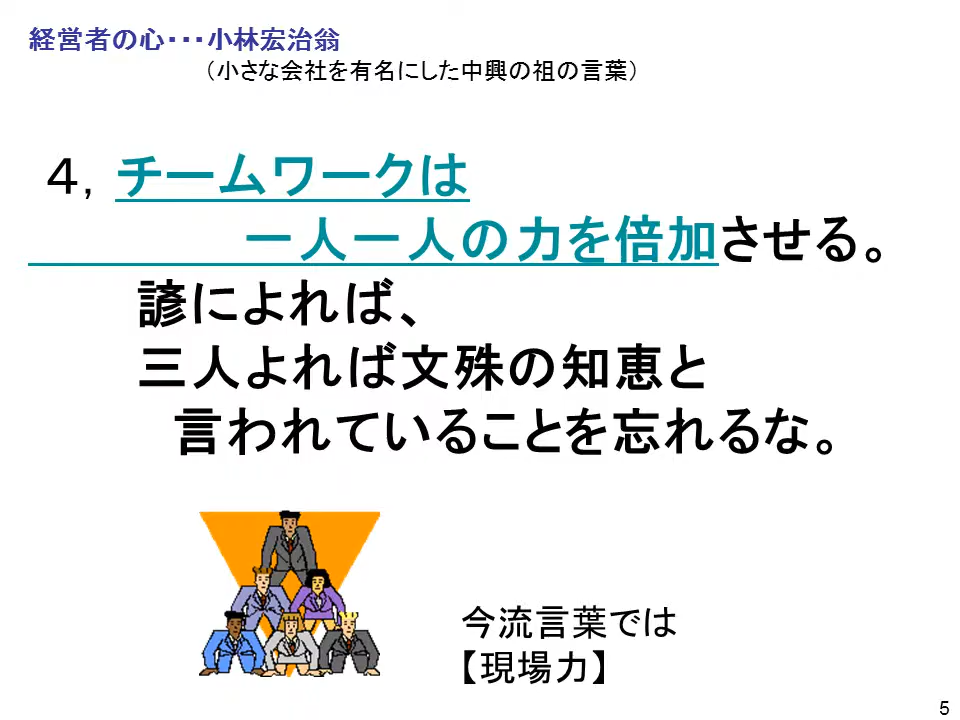 経営者の心・・・小林宏治翁
（小さな会社を有名にした中興の祖の言葉）
４，チームワークは
一人一人の力を倍加させる。
諺によれば、
三人よれば文殊の知恵と
言われていることを忘れるな。
今流言葉では
【現場力】
5